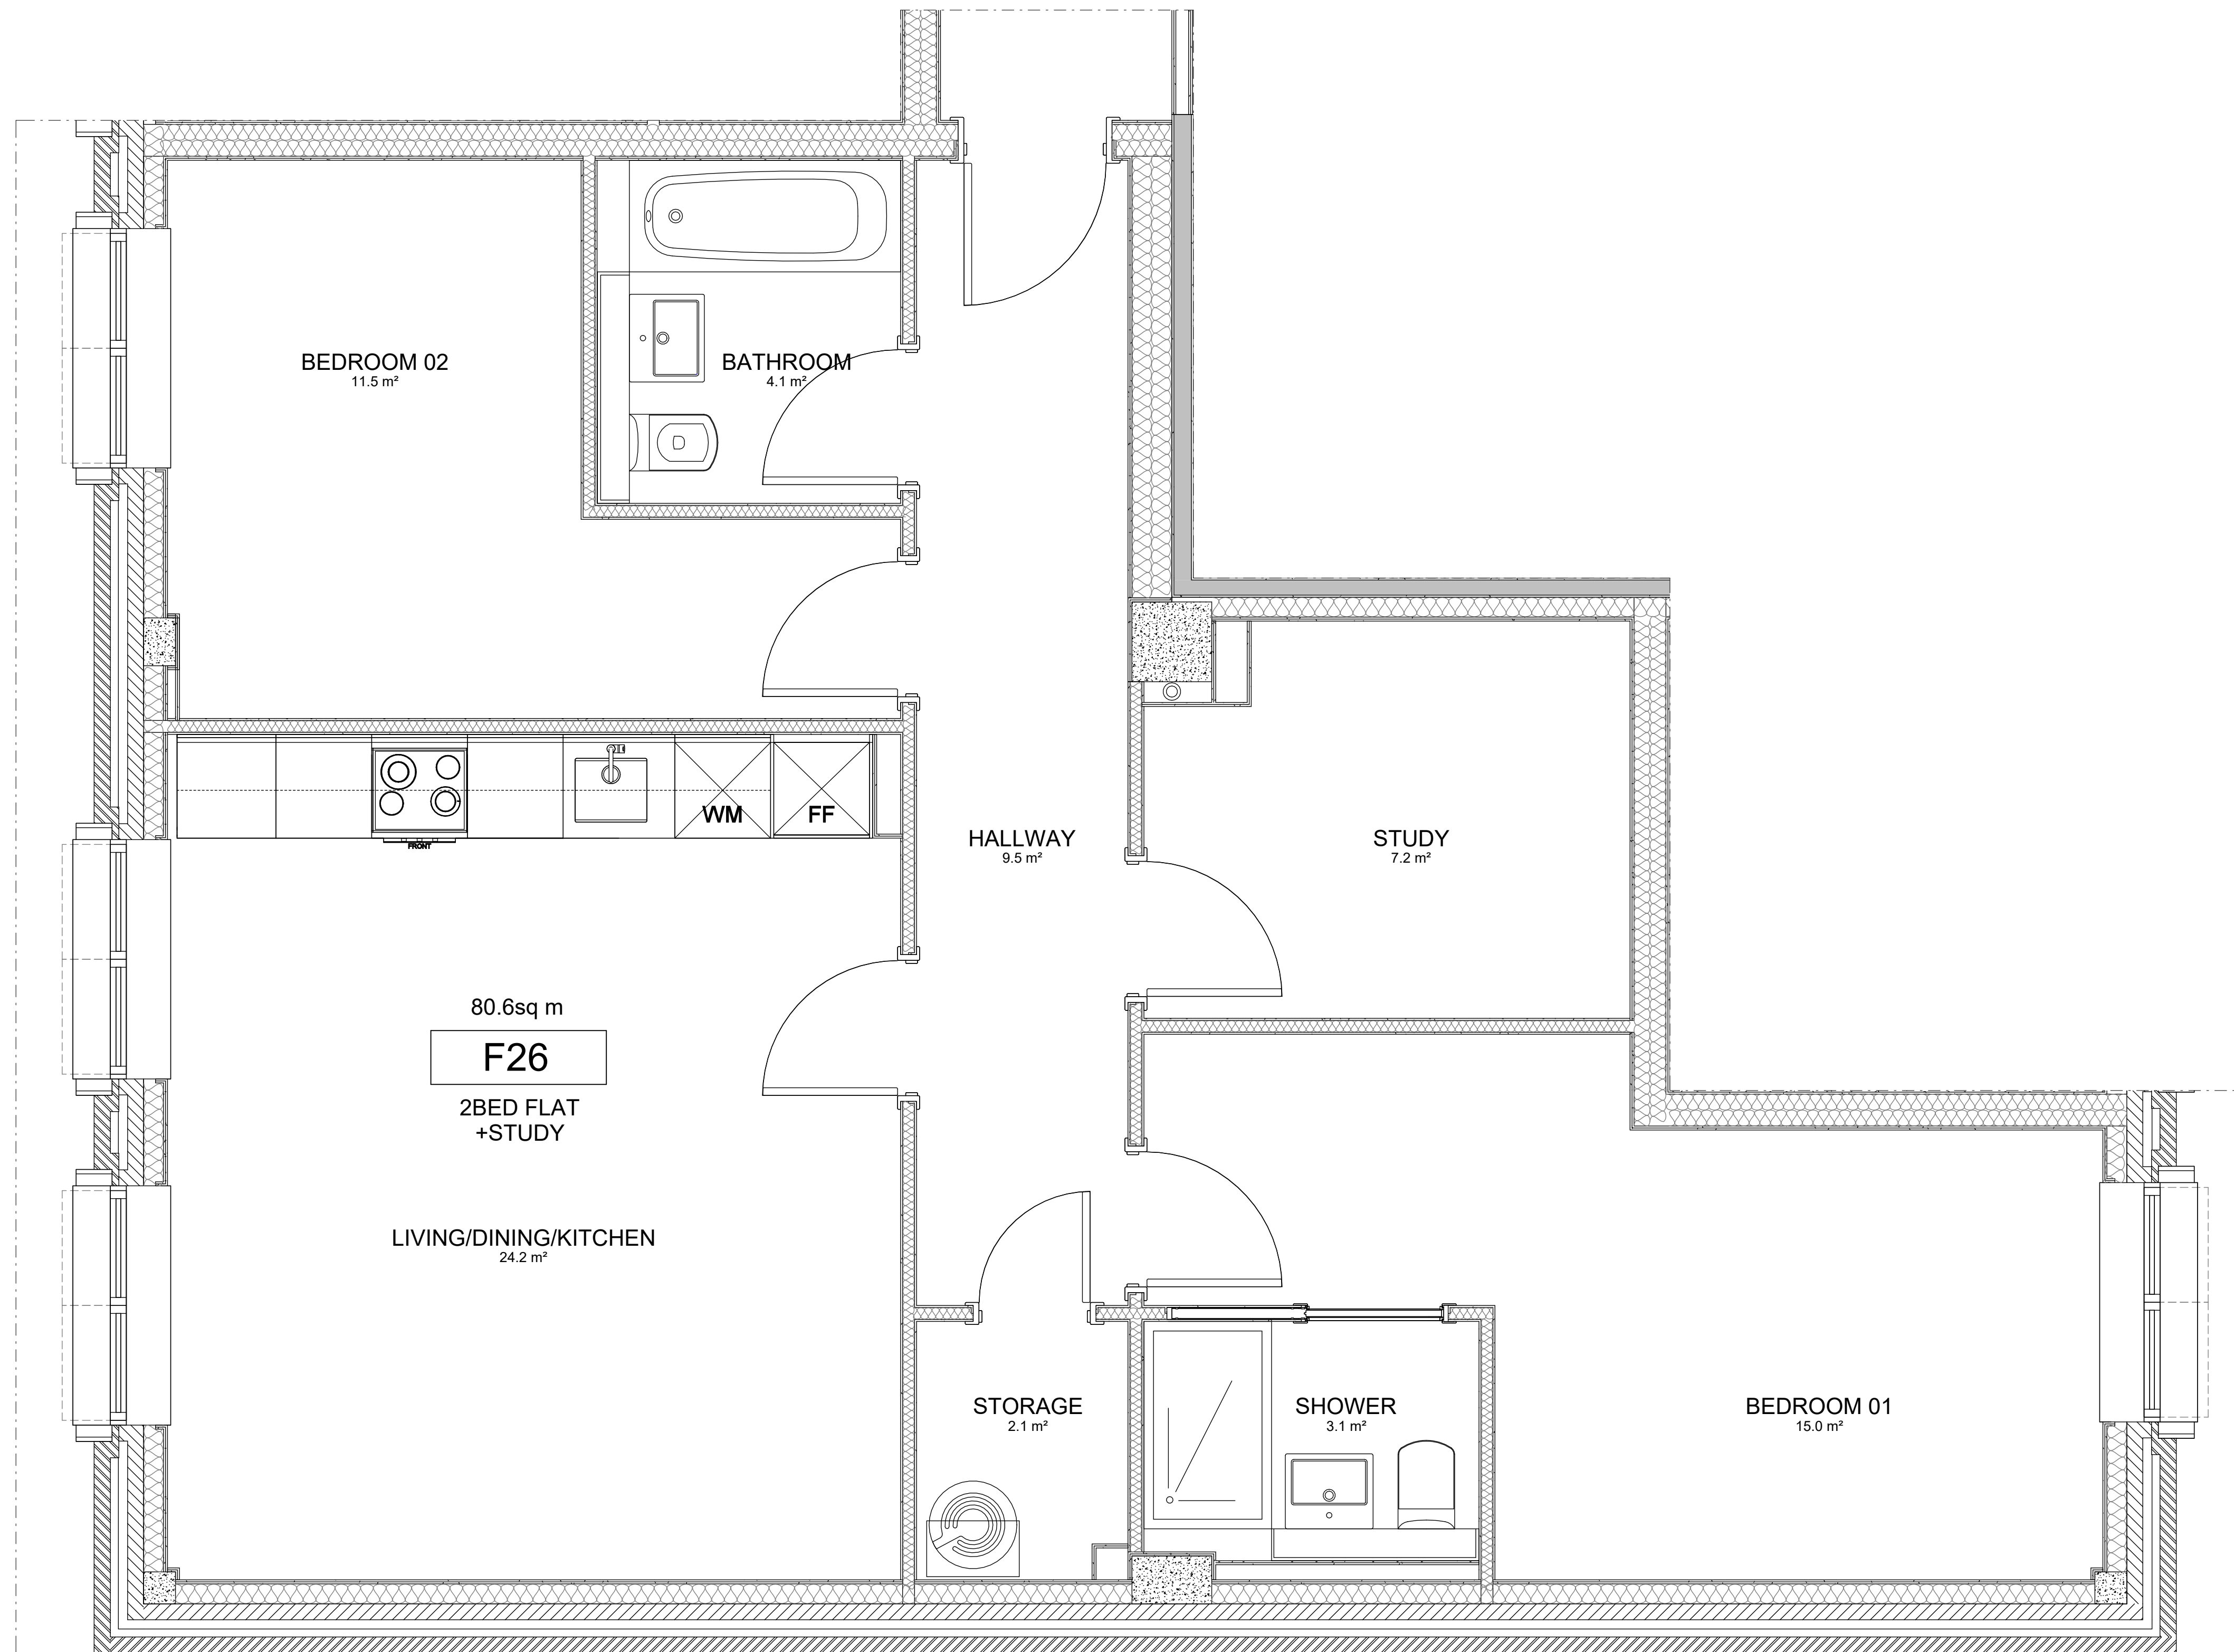 BEDROOM 02
11.5 m²
BATHROOM
4.1 m²
WM
FF
FRONT
HALLWAY
9.5 m²
STUDY
7.2 m²
80.6sq m
F26
2BED FLAT
+STUDY
LIVING/DINING/KITCHEN
24.2 m²
STORAGE
2.1 m²
SHOWER
3.1 m²
BEDROOM 01
15.0 m²